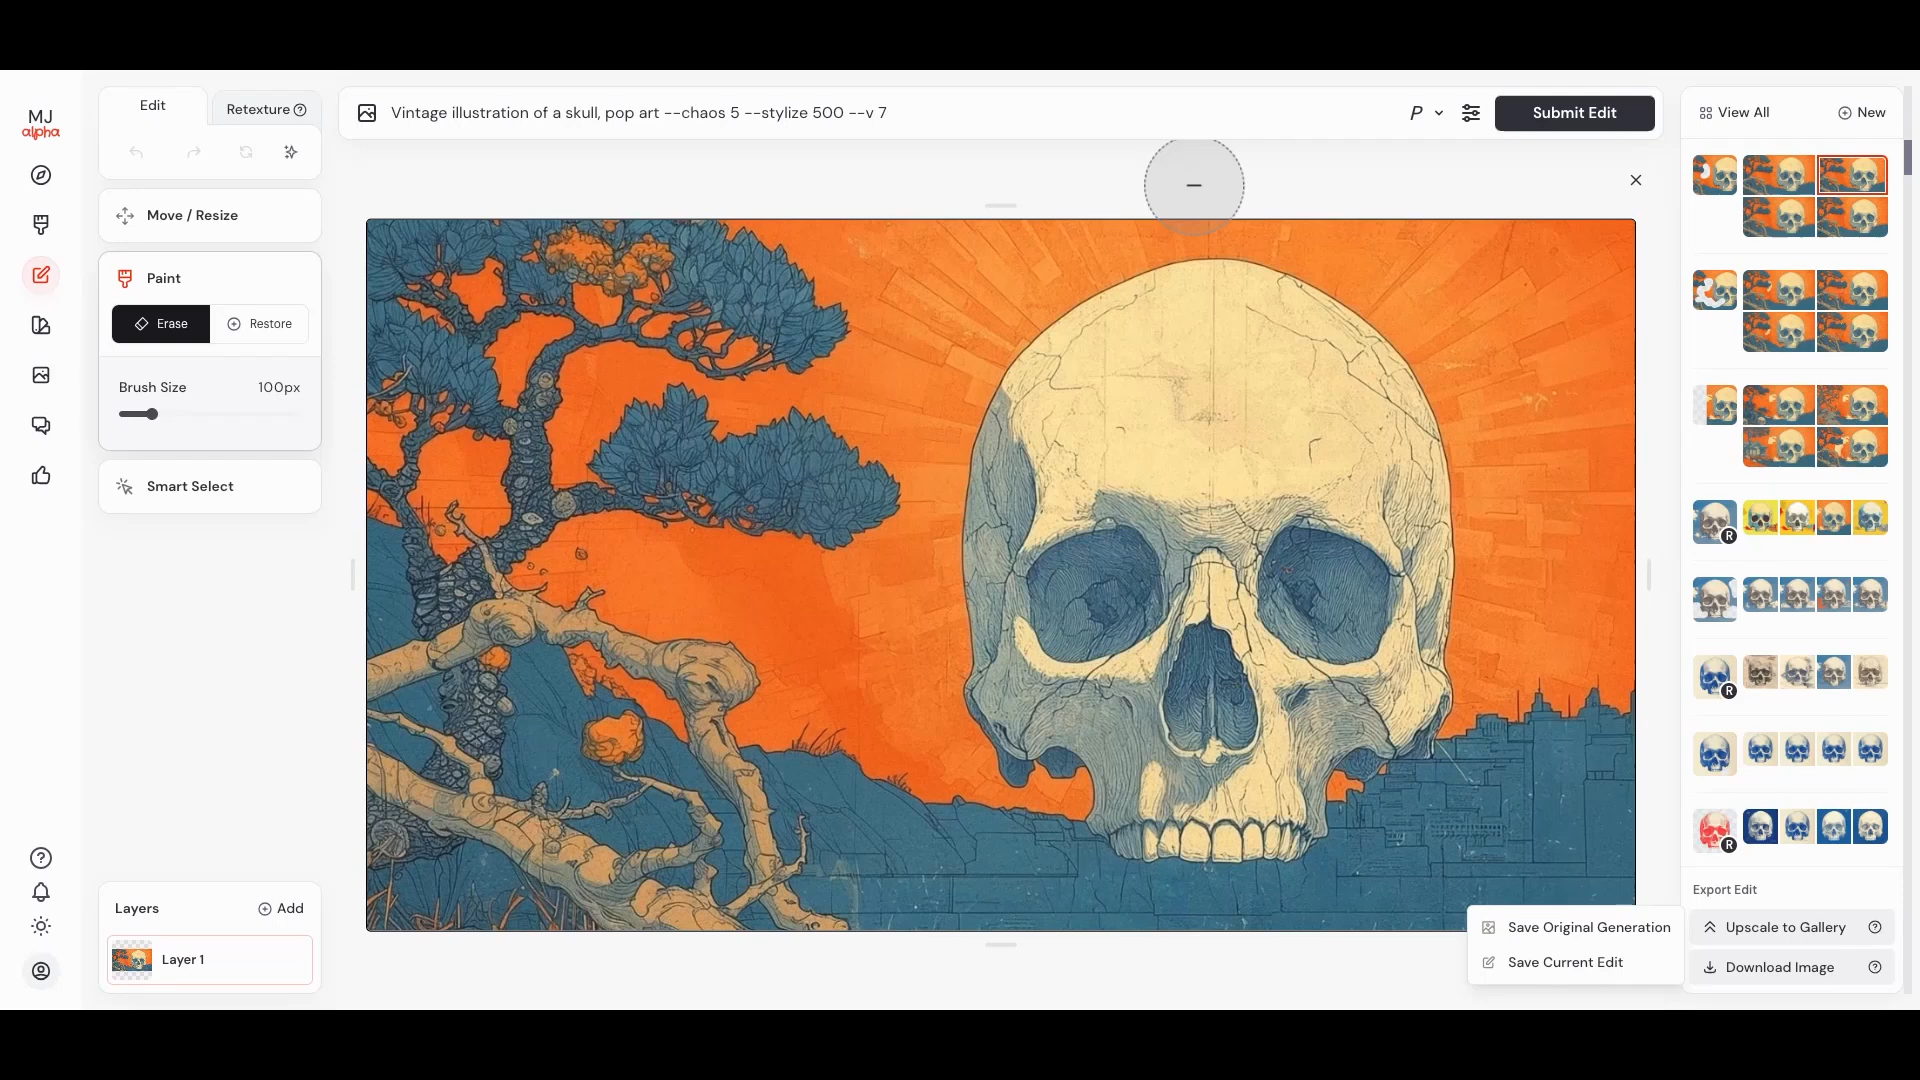 MJ
alpha
Edit
Retexture
Vintage illustration of a skull, pop art --chaos 5 --stylize 500 --v 7
P
Submit Edit
View All
New
Move / Resize
Paint
Erase
Restore
Brush Size
100px
Smart Select
R
R
R
Layers
Add
Layer 1
Export Edit
Save Original Generation
Save Current Edit
Upscale to Gallery
Download Image